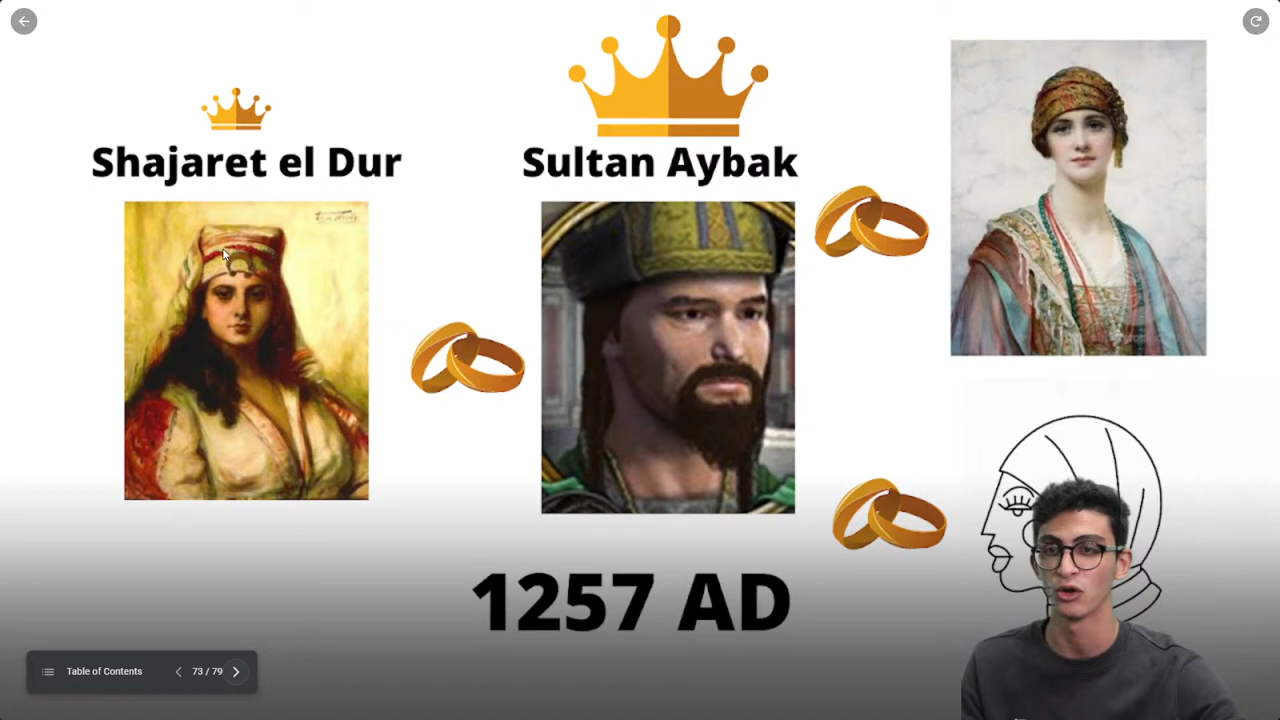 Shajaret el Dur
Sultan Aybak
1257 AD
Table of Contents
73 / 79